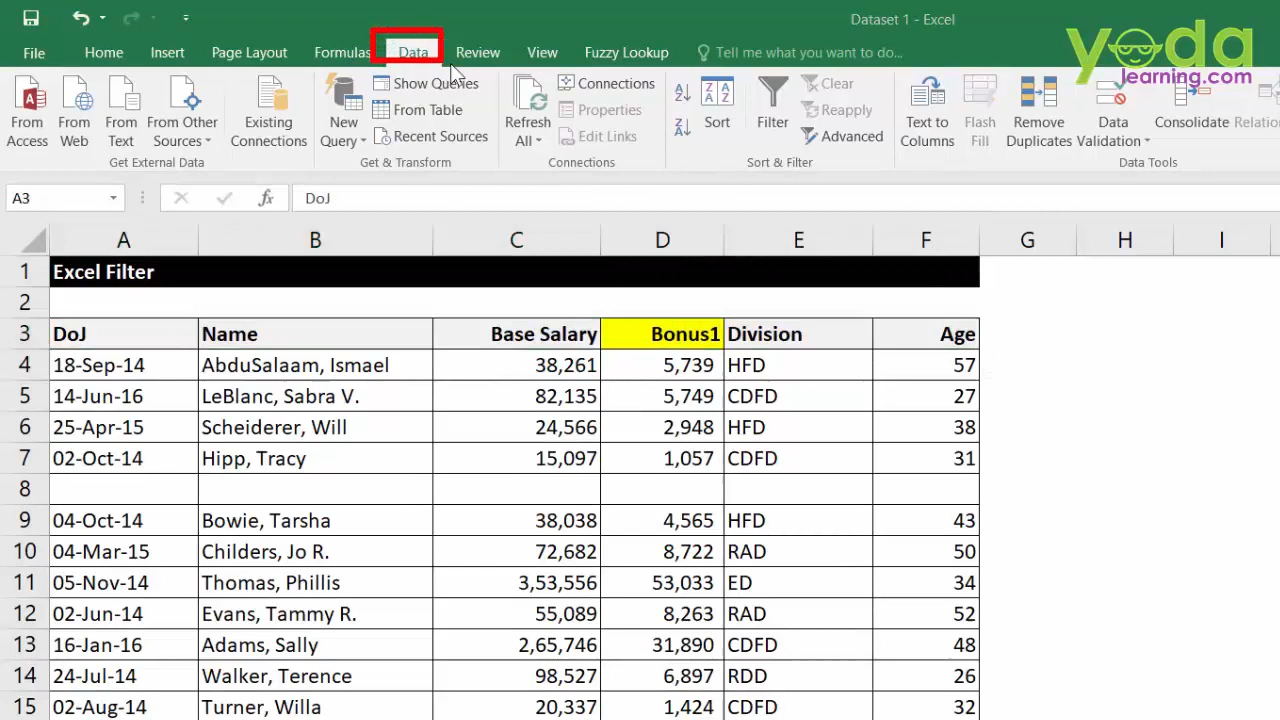 Dataset 1 - Excel
yoda
learning.com
File Home Insert Page Layout Formulas Data Review View Fuzzy Lookup Tell me what you want to do...
From Access
From Web
From Text
From Other Sources
Get External Data
Existing Connections
New Query
Show Queries
From Table
Recent Sources
Get & Transform
Refresh All
Connections
Properties
Edit Links
Connections
Sort
Filter
Clear
Reapply
Advanced
Sort & Filter
Text to Columns
Flash Fill
Remove Duplicates
Data Validation
Consolidate
Data Tools
A3 fx DoJ
A B C D E F G H I
1 Excel Filter
2
3 DoJ Name Base Salary Bonus1 Division Age
4 18-Sep-14 AbduSalaam, Ismael 38,261 5,739 HFD 57
5 14-Jun-16 LeBlanc, Sabra V. 82,135 5,749 CDFD 27
6 25-Apr-15 Scheiderer, Will 24,566 2,948 HFD 38
7 02-Oct-14 Hipp, Tracy 15,097 1,057 CDFD 31
8
9 04-Oct-14 Bowie, Tarsha 38,038 4,565 HFD 43
10 04-Mar-15 Childers, Jo R. 72,682 8,722 RAD 50
11 05-Nov-14 Thomas, Phillis 3,53,556 53,033 ED 34
12 02-Jun-14 Evans, Tammy R. 55,089 8,263 RAD 52
13 16-Jan-16 Adams, Sally 2,65,746 31,890 CDFD 48
14 24-Jul-14 Walker, Terence 98,527 6,897 RDD 26
15 02-Aug-14 Turner, Willa 20,337 1,424 CDFD 32